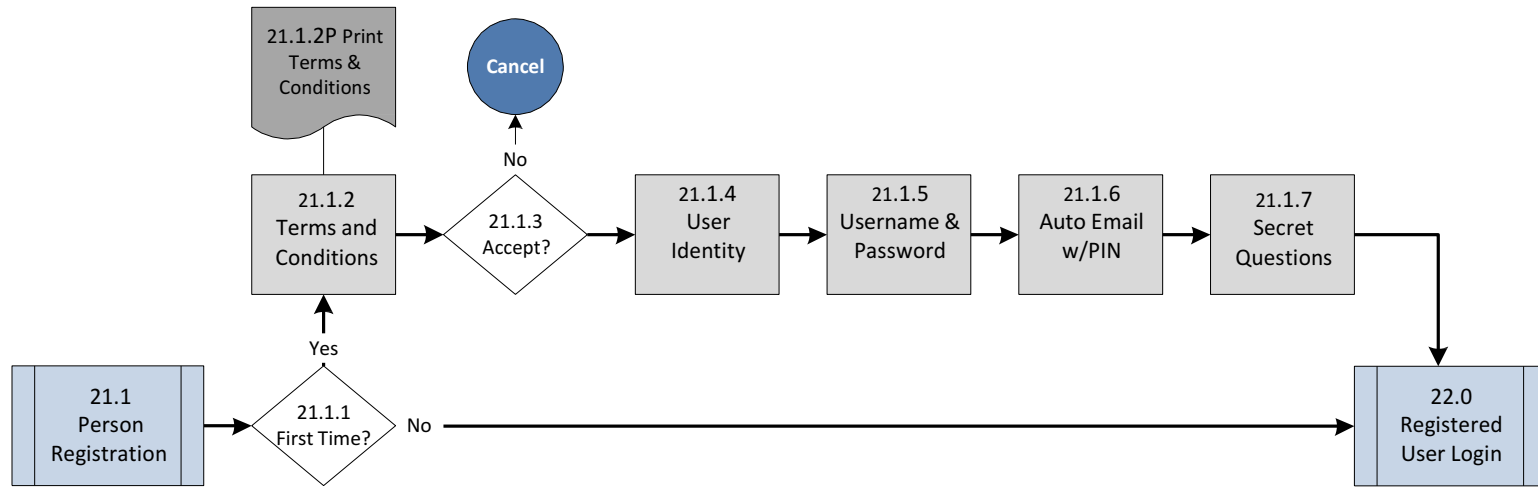 21.1.2P Print
Terms &
Conditions
Cancel
No
21.1.2
Terms and
Conditions
21.1.3
Accept?
21.1.4
User
Identity
21.1.5
Username &
Password
21.1.6
Auto Email
w/PIN
21.1.7
Secret
Questions
Yes
21.1
Person
Registration
21.1.1
First Time?
No
22.0
Registered
User Login